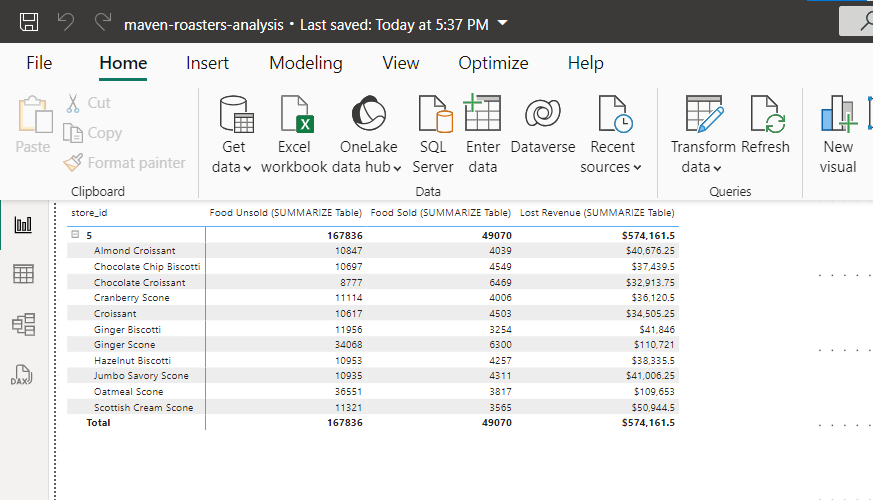 maven-roasters-analysis • Last saved: Today at 5:37 PM
File Home Insert Modeling View Optimize Help
Paste
Cut
Copy
Format painter
Clipboard
Get data
Excel workbook
OneLake data hub
SQL Server
Enter data
Dataverse
Recent sources
Data
Transform data
Refresh
Queries
New visual
DAX
store_id Food Unsold (SUMMARIZE Table) Food Sold (SUMMARIZE Table) Lost Revenue (SUMMARIZE Table)
5 167836 49070 $574,161.5
Almond Croissant 10847 4039 $40,676.25
Chocolate Chip Biscotti 10697 4549 $37,439.5
Chocolate Croissant 8777 6469 $32,913.75
Cranberry Scone 11114 4006 $36,120.5
Croissant 10617 4503 $34,505.25
Ginger Biscotti 11956 3254 $41,846
Ginger Scone 34068 6300 $110,721
Hazelnut Biscotti 10953 4257 $38,335.5
Jumbo Savory Scone 10935 4311 $41,006.25
Oatmeal Scone 36551 3817 $109,653
Scottish Cream Scone 11321 3565 $50,944.5
Total 167836 49070 $574,161.5